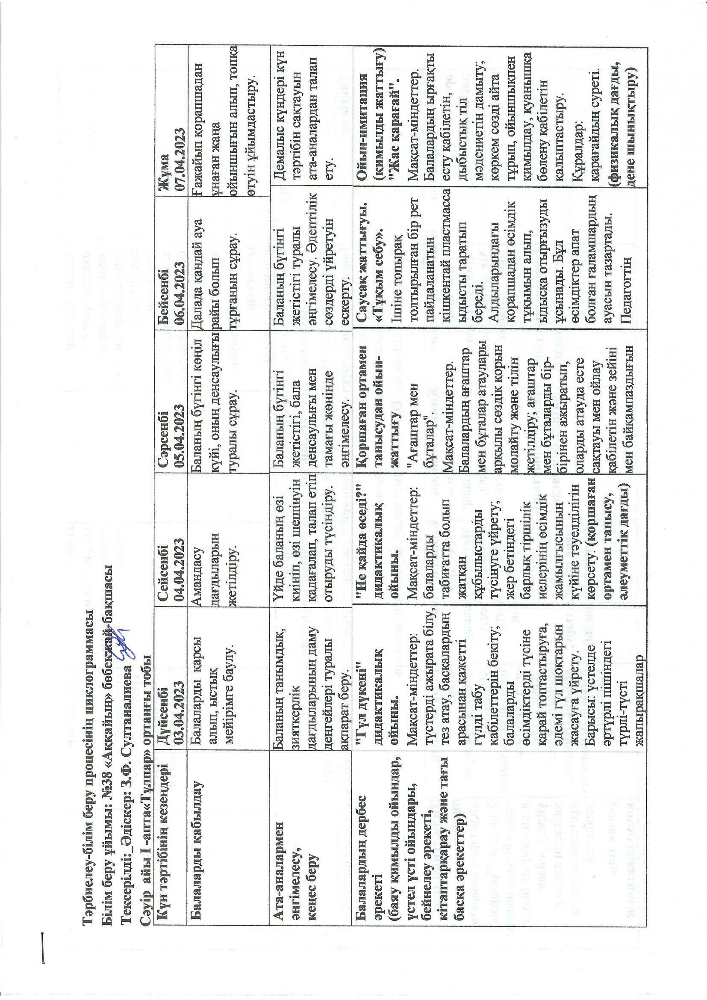 Тәрбиелеу-білім беру процесінің циклограммасы
Білім беру ұйымы: №38 «Аққайың» бөбекжай-бақшасы
Тексерілді:_Әдіскер: З.Ф. Султаналиева
Сәуір айы І -апта«Тұлпар» ортаңғы тобы
Күн тәртібінің кезеңдері
Дүйсенбі
03.04.2023
Сейсенбі
04.04.2023
Сәрсенбі
05.04.2023
Бейсенбі
06.04.2023
Жұма
07.04.2023
Балаларды қабылдау
Балаларды қарсы
алып, ыстық
мейірімге баулу.
Амандасу
дағдыларын
жетілдіру.
Баланың бүгінгі көңіл
күйі, оның денсаулығы
туралы сұрау.
Далада қандай ауа
райы болып
тұрғанын сұрау.
Ғажайып қорапшадан
ұнаған жаңа
ойыншығын алып, топқа
өтуін ұйымдастыру.
Ата-аналармен
әңгімелесу,
кеңес беру
Баланың танымдық,
зияткерлік
дағдыларының даму
деңгейлері туралы
ақпарат беру.
Үйде баланың өзі
киініп, өзі шешінуін
қадағалап, талап етіп
отыруды түсіндіру.
Баланың бүгінгі
жетістігі, бала
денсаулығы мен
тамағы жөнінде
әңгімелесу.
Баланың бүгінгі
жетістігі туралы
әңгімелесу. Әдептілік
сөздерді үйретуін
ескерту.
Демалыс күндері күн
тәртібін сақтауын
ата-аналардан талап
ету.
Балалардың дербес
әрекеті
(баяу қимылды ойындар,
үстел үсті ойындары,
бейнелеу әрекеті,
кітаптарқарау және тағы
басқа әрекеттер)
"Гүл дүкені"
дидактикалық
ойыны.
Мақсат-міндеттер:
түстерді ажырата білу,
тез атау, басқалардың
арасынан қажетті
гүлді табу
қабілеттерін бекіту;
балаларды
өсімдіктерді түсіне
қарай топтастыруға,
әдемі гүл шоқтарын
жасауға үйрету.
Барысы: үстелде
әртүрлі пішіндегі
түрлі-түсті
жапырақшалар
"Не қайда өседі?"
дидактикалық
ойыны.
Мақсат-міндеттер:
балаларды
табиғатта болып
жатқан
құбылыстарды
түсінуге үйрету;
жер бетіндегі
барлық тіршілік
иелерінің өсімдік
жамылғысының
күйіне тәуелділігін
көрсету. (қоршаған
ортамен танысу,
әлеуметтік дағды)
Қоршаған ортамен
танысудан ойын-
жаттығу
"Ағаштар мен
бұталар".
Мақсат-міндеттер.
Балалардың ағаштар
мен бұталар атаулары
арқылы сөздік қорын
молайту және тілін
жетілдіру; ағаштар
мен бұталарды бір-
бірінен ажыратып,
оларды атауда есте
сақтауы мен ойлау
қабілетін және зейіні
мен байқампаздығын
Саусақ жаттығуы.
«Тұқым себу».
Ішіне топырақ
толтырылған бір рет
пайдаланатын
кішкентай пластмасса
ыдысты таратып
береді.
Алдыларындағы
қорапшадан өсімдік
тұқымын алып,
ыдысқа отырғызуды
ұсынады. Бұл
өсімдіктер апат
болған ғаламшардың
ауасын тазартады.
Педагогтің
Ойын-имитация
(қимылды жаттығу)
"Жас қарағай".
Мақсат-міндеттер.
Балалардың ырғақты
есту қабілетін,
дыбыстық тіл
мәдениетін дамыту;
көркем сөзді айта
тұрып, ойыншықпен
қимылдау, қуанышқа
бөлену қабілетін
қалыптастыру.
Құралдар:
қарағайдың суреті.
(физикалық дағды,
дене шынықтыру)